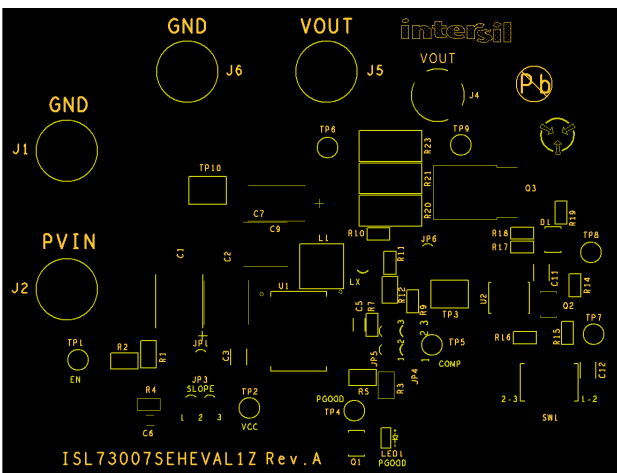 GND
VOUT
intersil
J6
J5
VOUT
J4
Pb
GND
J1
TP6
TP9
R23
TP10
R21
Q3
C7
R20
R19
C9
R10
D1
PVIN
C1
C2
L1
JP6
R18
R17
TP8
R11
J2
LX
C11
R14
U1
R12
R9
TP3
U2
Q2
C5
R7
3
2 3
TP7
TP1
R2
R1
JP1
C3
JP5
1 2
1
TP5
R16
R15
EN
JP4
COMP
C12
JP3
SLOPE
R5
R3
R4
TP2
PGOOD
TP4
2-3
1-2
1 2 3
VCC
SW1
C6
Q1
LED1
PGOOD
ISL73007SEHEVAL1Z Rev.A